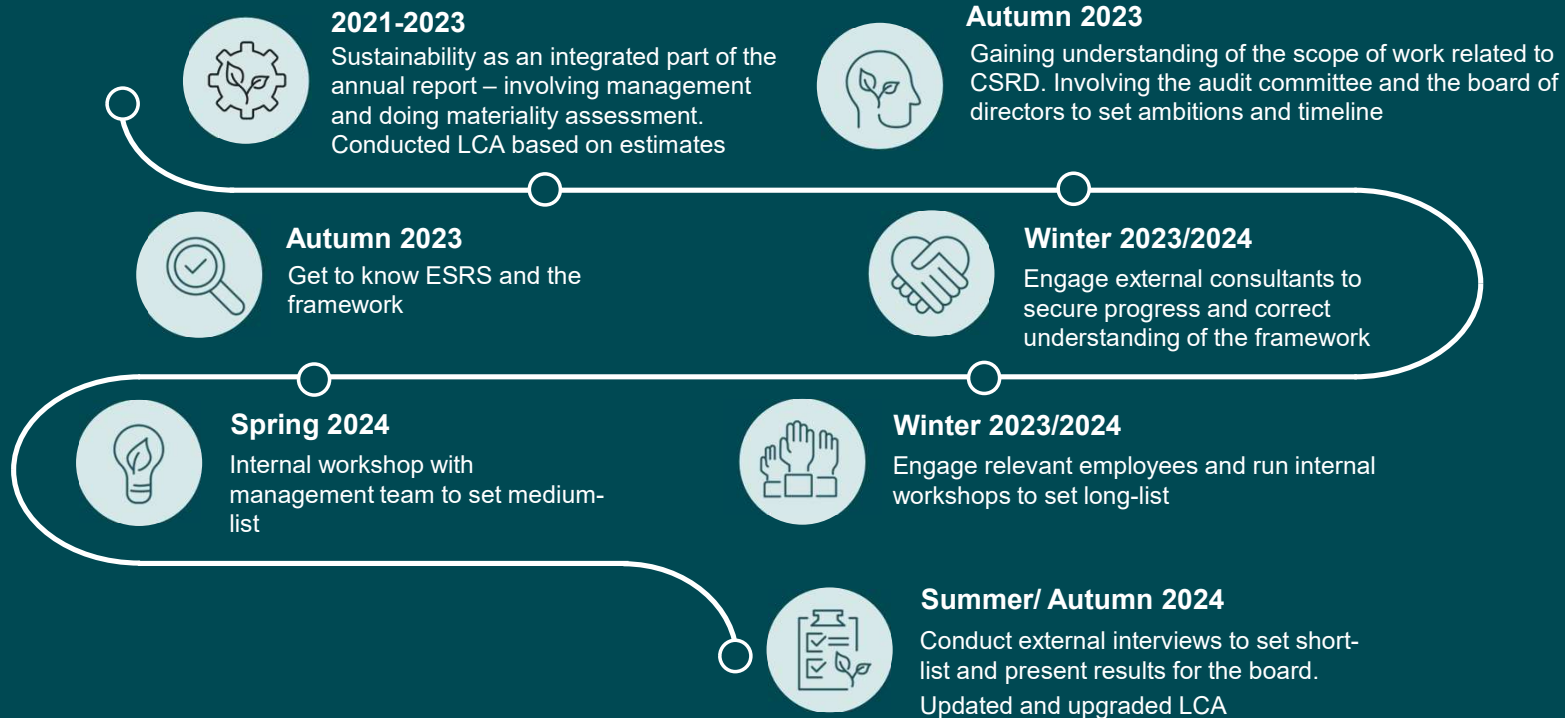 2021-2023
Sustainability as an integrated part of the
annual report – involving management
and doing materiality assessment.
Conducted LCA based on estimates
Autumn 2023
Gaining understanding of the scope of work related to
CSRD. Involving the audit committee and the board of
directors to set ambitions and timeline
Autumn 2023
Get to know ESRS and the
framework
Winter 2023/2024
Engage external consultants to
secure progress and correct
understanding of the framework
Spring 2024
Internal workshop with
management team to set medium-
list
Winter 2023/2024
Engage relevant employees and run internal
workshops to set long-list
Summer/ Autumn 2024
Conduct external interviews to set short-
list and present results for the board.
Updated and upgraded LCA